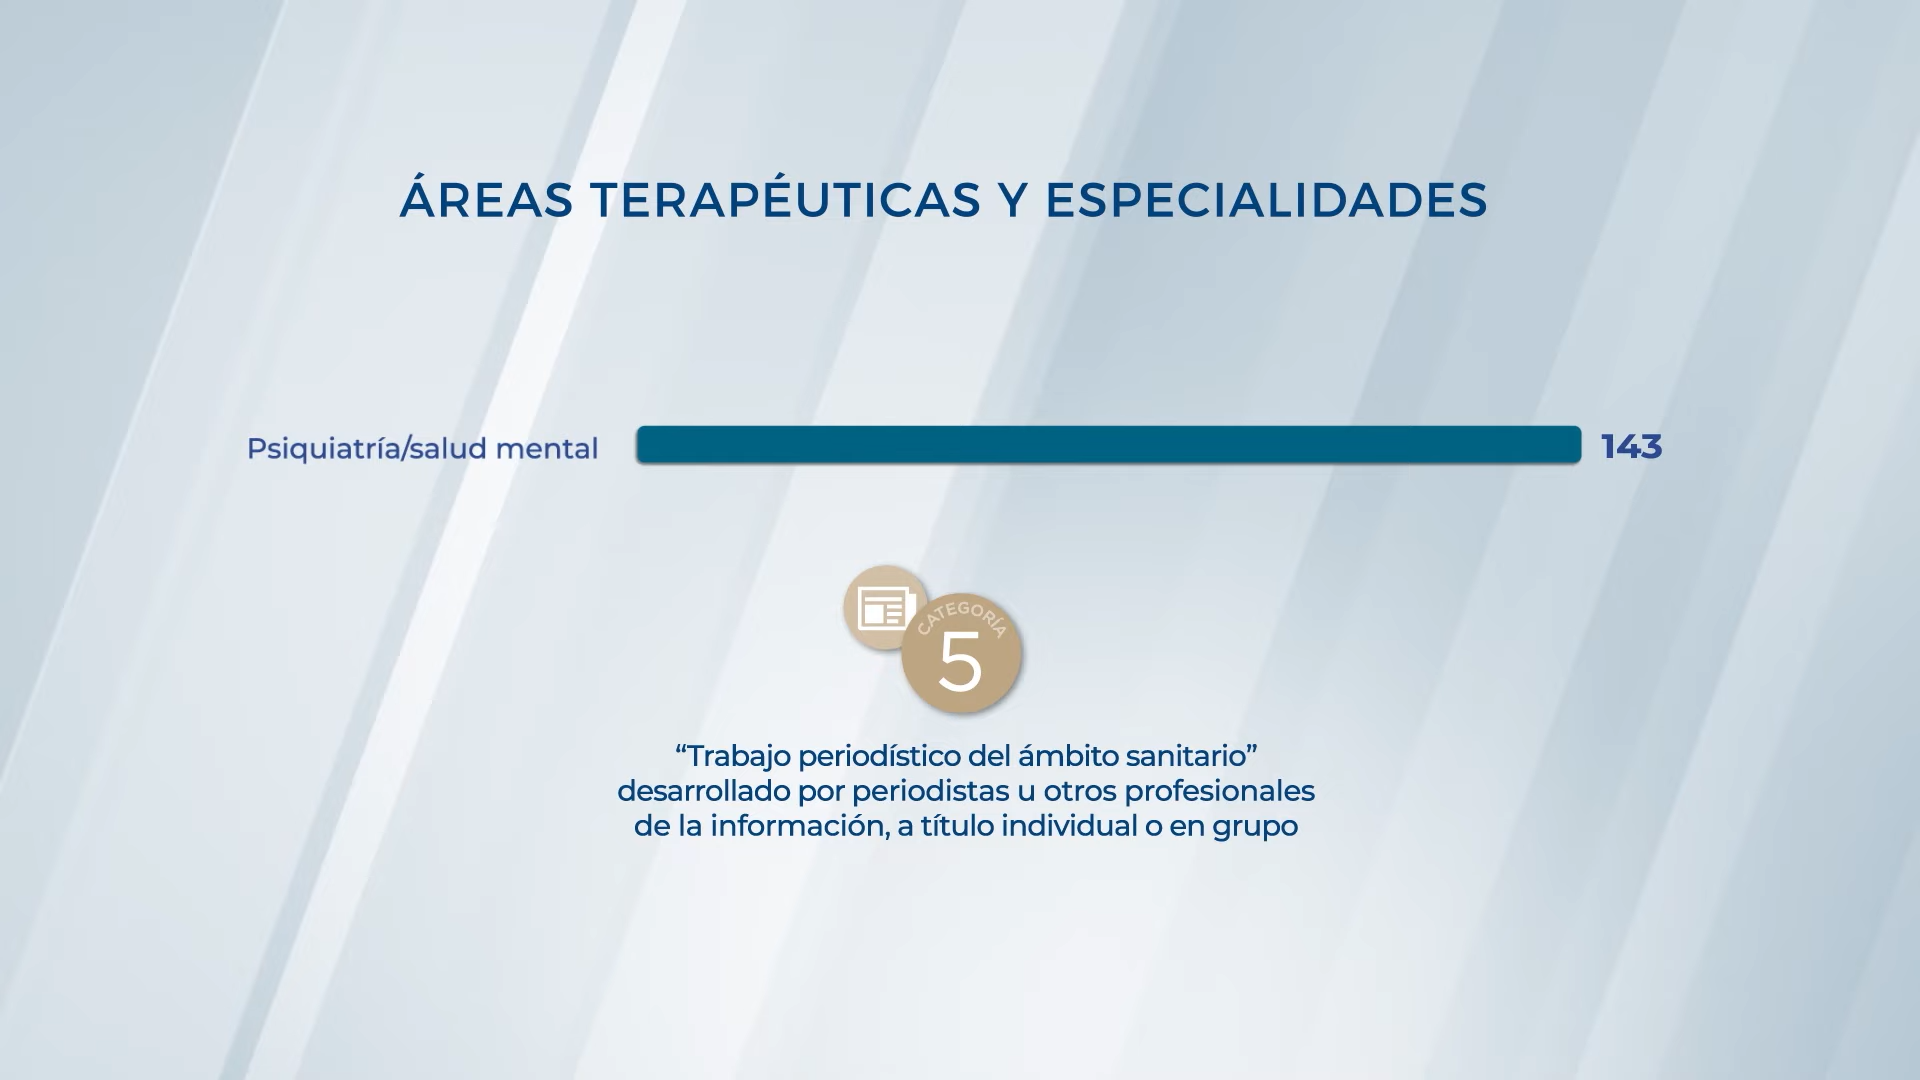 ÁREAS TERAPÉUTICAS Y ESPECIALIDADES
Psiquiatría/salud mental 143
CATEGORÍA
5
“Trabajo periodístico del ámbito sanitario”
desarrollado por periodistas u otros profesionales
de la información, a título individual o en grupo